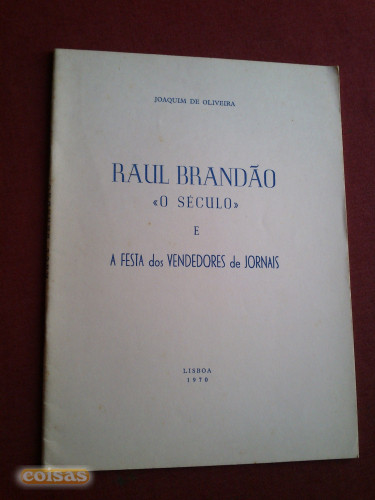 JOAQUIM DE OLIVEIRA
RAUL BRANDÃO
«O SÉCULO»
E
A FESTA dos VENDEDORES de JORNAIS
LISBOA
1970
coisas